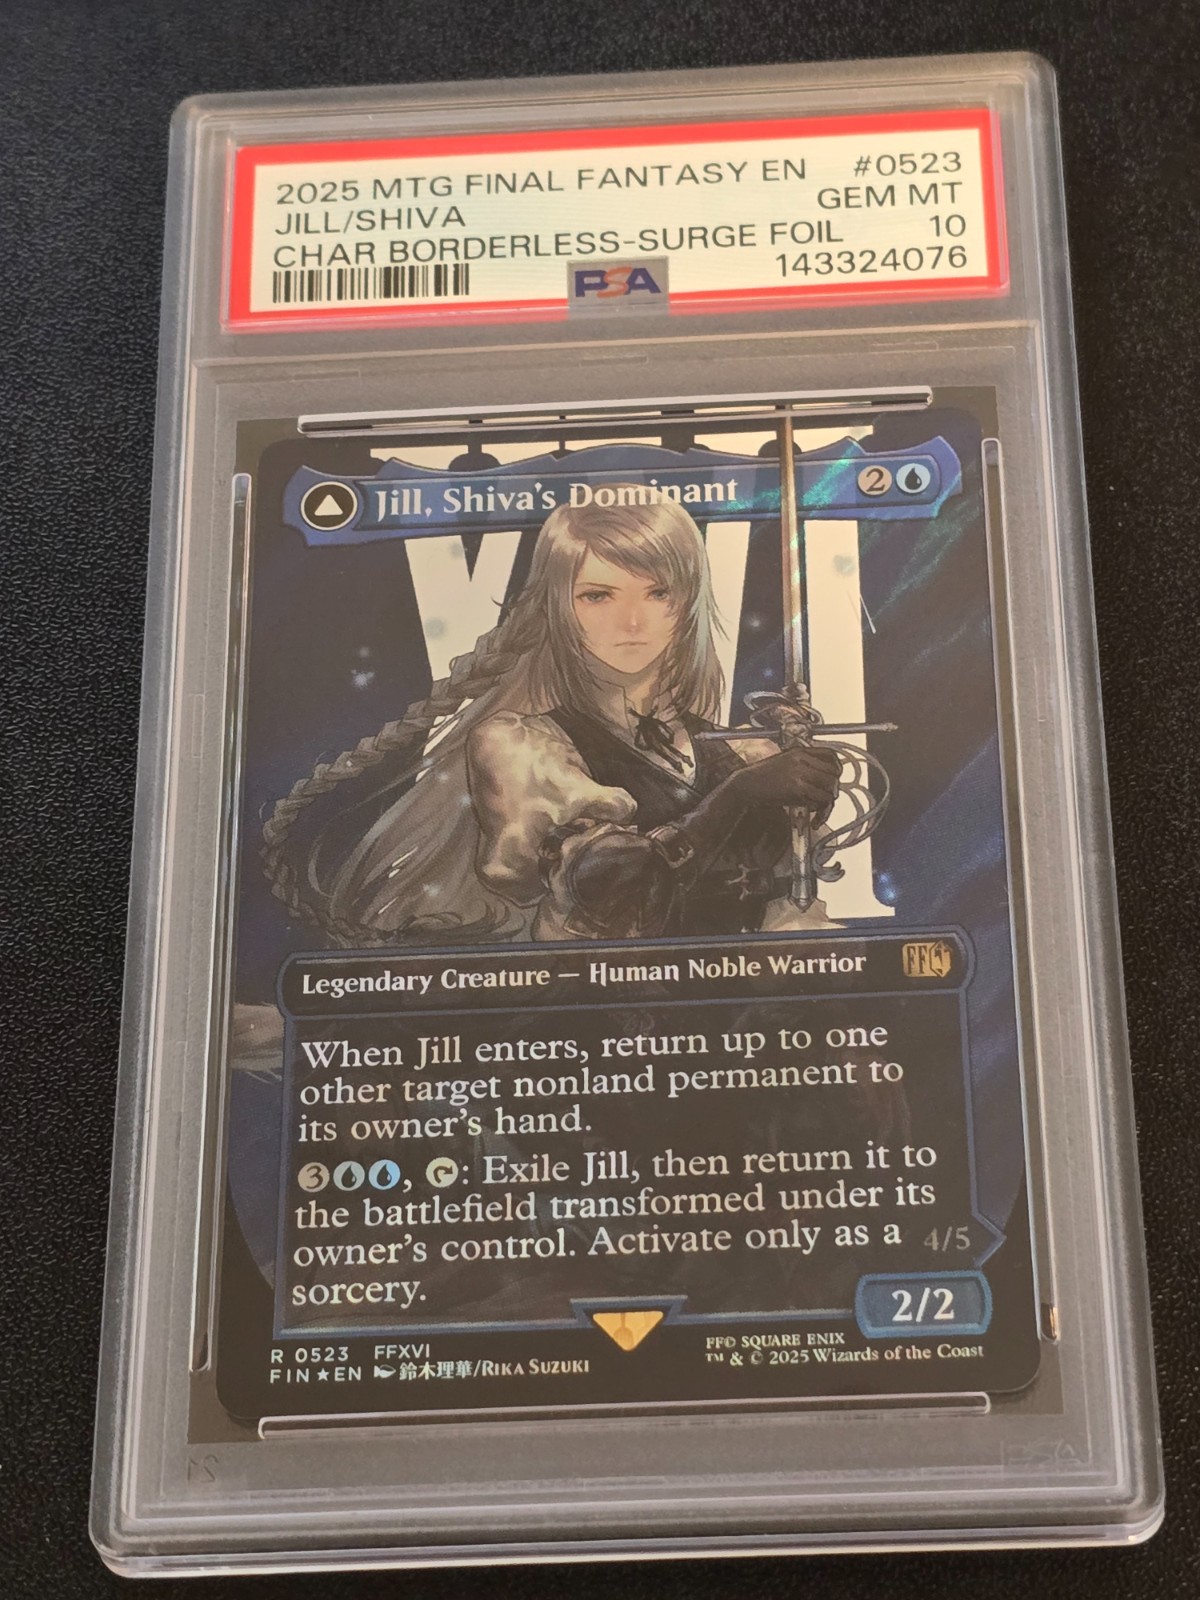 2025 MTG FINAL FANTASY EN #0523
JILL/SHIVA GEM MT
CHAR BORDERLESS-SURGE FOIL 10
143324076
PSA
XVI
Jill, Shiva's Dominant 2
Legendary Creature — Human Noble Warrior FF
When Jill enters, return up to one
other target nonland permanent to
its owner's hand.
3, : Exile Jill, then return it to
the battlefield transformed under its
owner's control. Activate only as a 4/5
sorcery.
2/2
R 0523 FFXVI
FIN★EN 鈴木理華/RIKA SUZUKI
FF© SQUARE ENIX
™ & © 2025 Wizards of the Coast
PSA